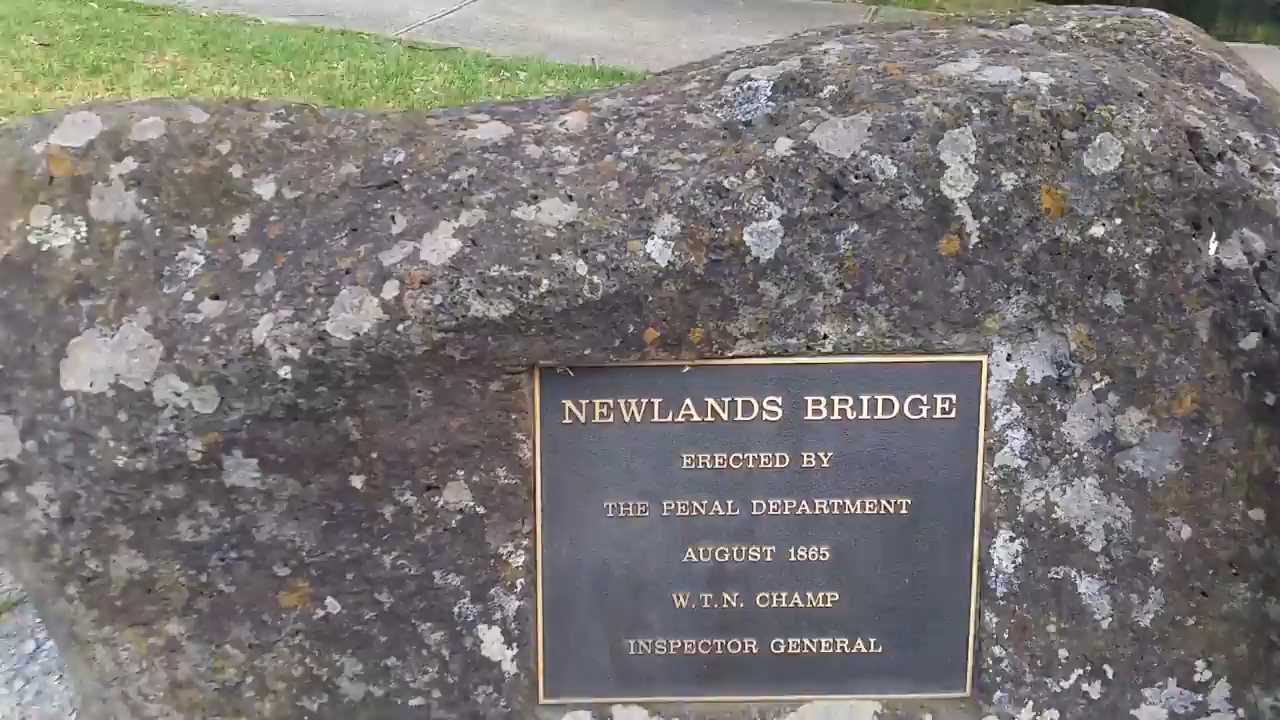 NEWLANDS BRIDGE
ERECTED BY
THE PENAL DEPARTMENT
AUGUST 1865
W.T.N. CHAMP
INSPECTOR GENERAL